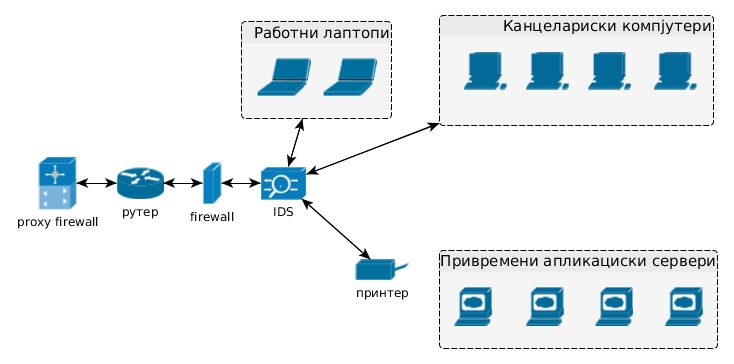 Работни лаптопи
Канцелариски компјутери
proxy firewall
рутер
firewall
IDS
принтер
Привремени апликациски сервери